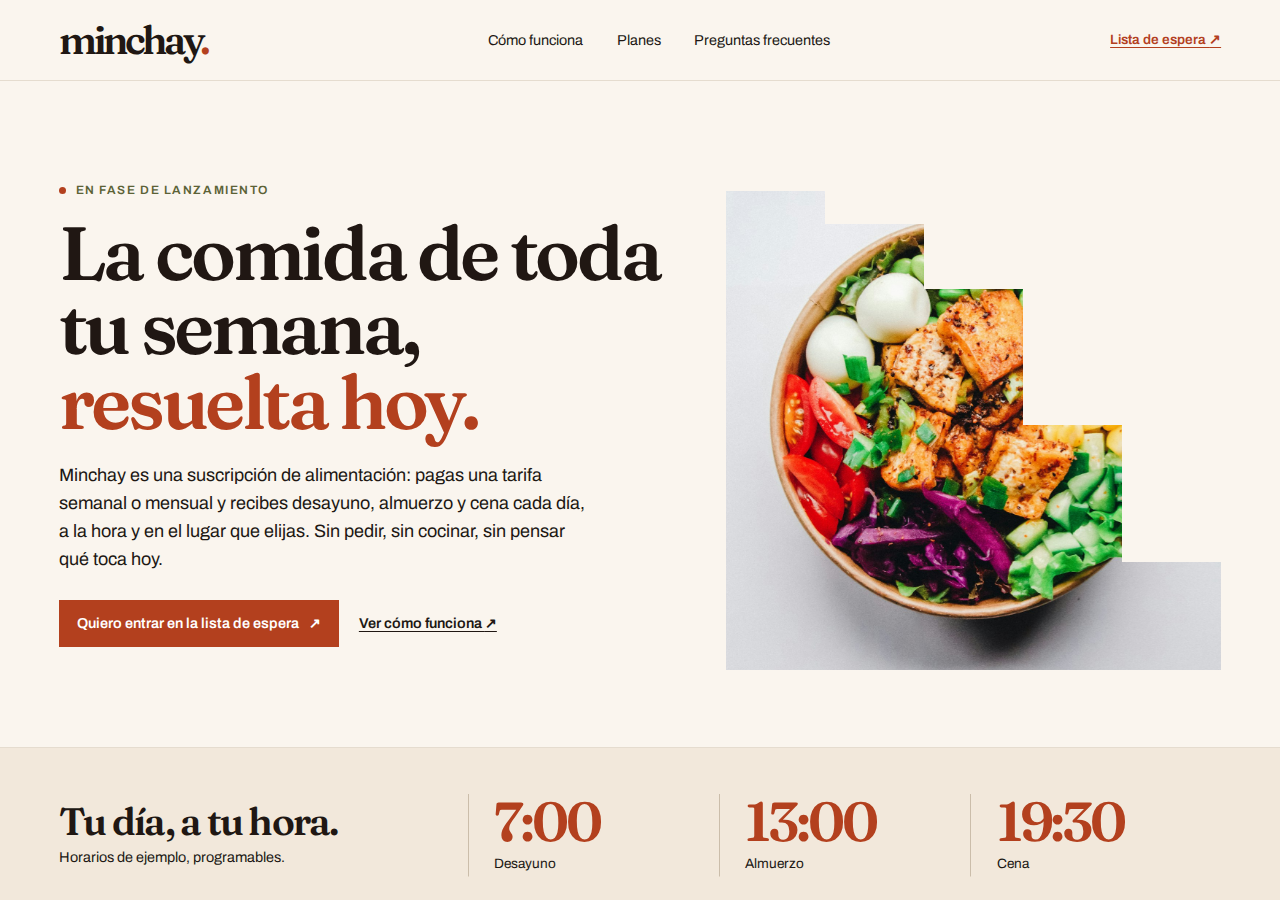 minchay.
Cómo funciona
Planes
Preguntas frecuentes
Lista de espera ↗
EN FASE DE LANZAMIENTO
La comida de toda
tu semana,
resuelta hoy.
Minchay es una suscripción de alimentación: pagas una tarifa
semanal o mensual y recibes desayuno, almuerzo y cena cada día,
a la hora y en el lugar que elijas. Sin pedir, sin cocinar, sin pensar
qué toca hoy.
Quiero entrar en la lista de espera ↗
Ver cómo funciona ↗
Tu día, a tu hora.
Horarios de ejemplo, programables.
7:00
Desayuno
13:00
Almuerzo
19:30
Cena